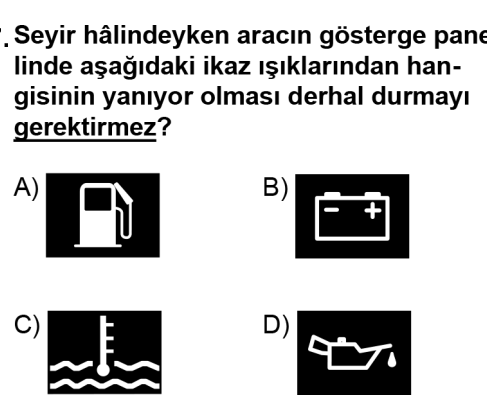 . Seyir hâlindeyken aracın gösterge pane
linde aşağıdaki ikaz ışıklarından han-
gisinin yanıyor olması derhal durmayı
gerektirmez?
A) B)
C) D)